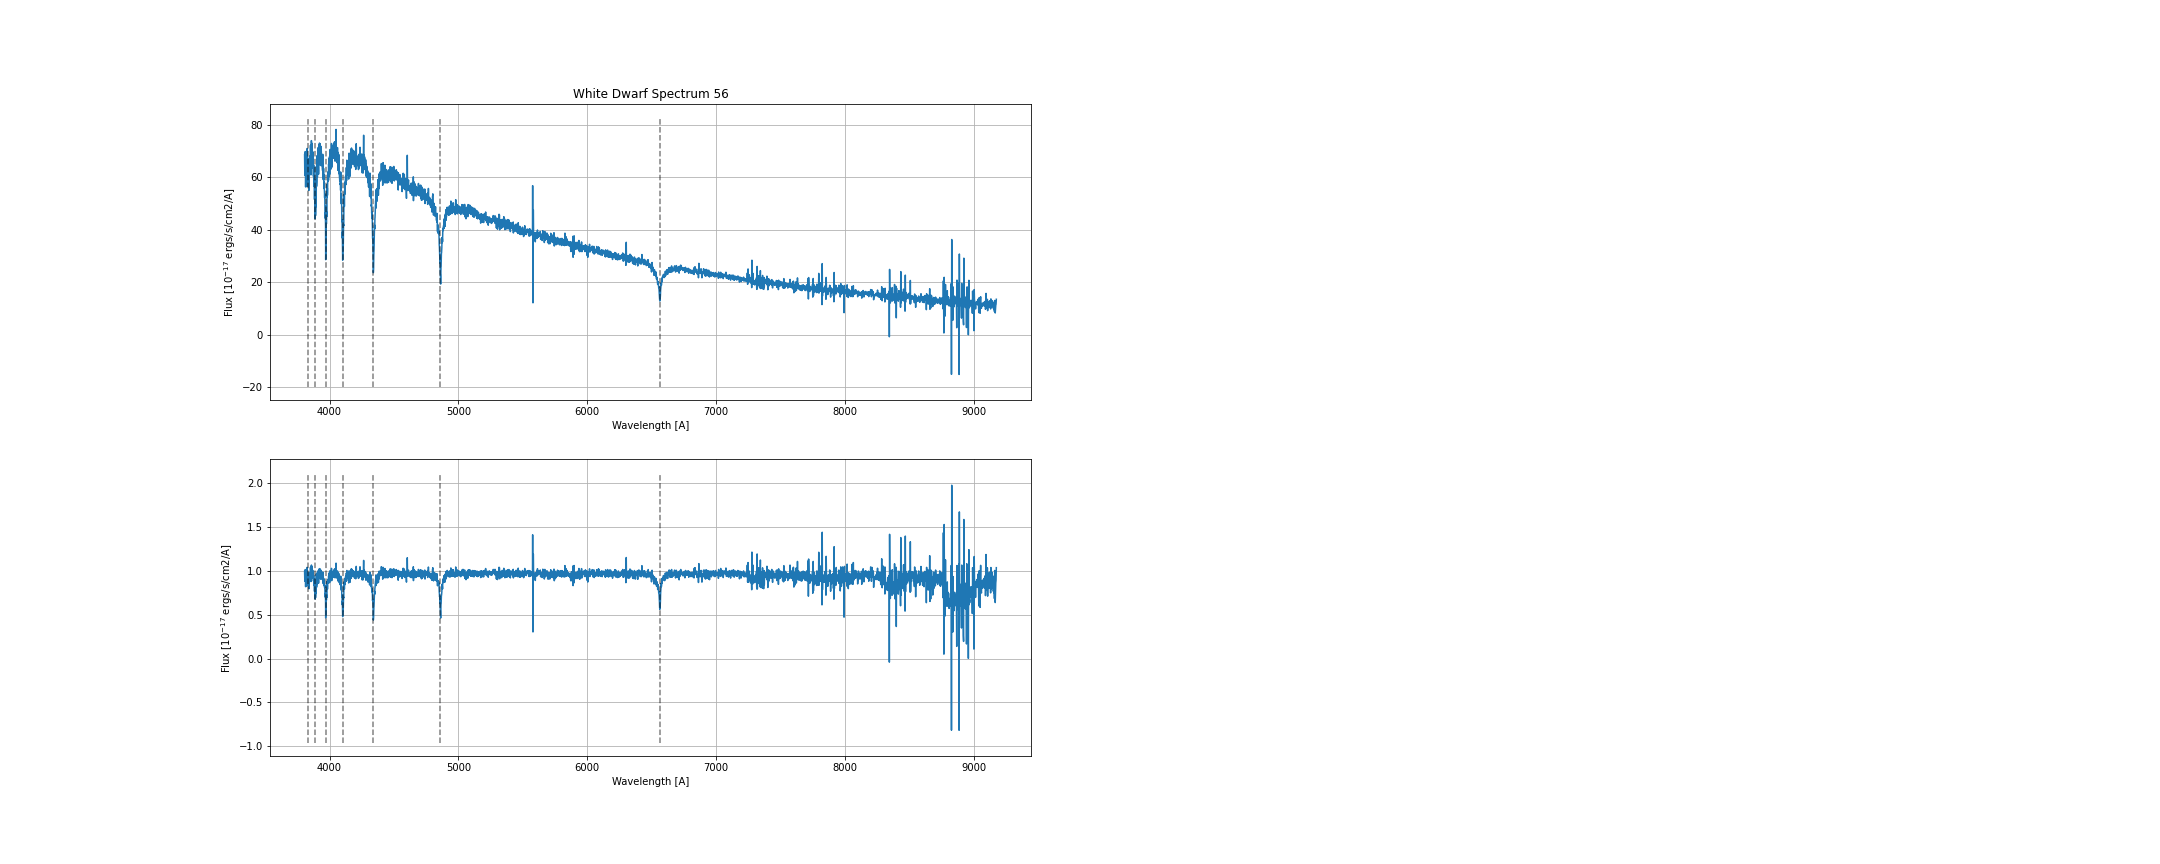 White Dwarf Spectrum 56
80
60
40
20
0
−20
Flux [10⁻¹⁷ ergs/s/cm2/A]
4000 5000 6000 7000 8000 9000
Wavelength [A]
2.0
1.5
1.0
0.5
0.0
−0.5
−1.0
Flux [10⁻¹⁷ ergs/s/cm2/A]
4000 5000 6000 7000 8000 9000
Wavelength [A]